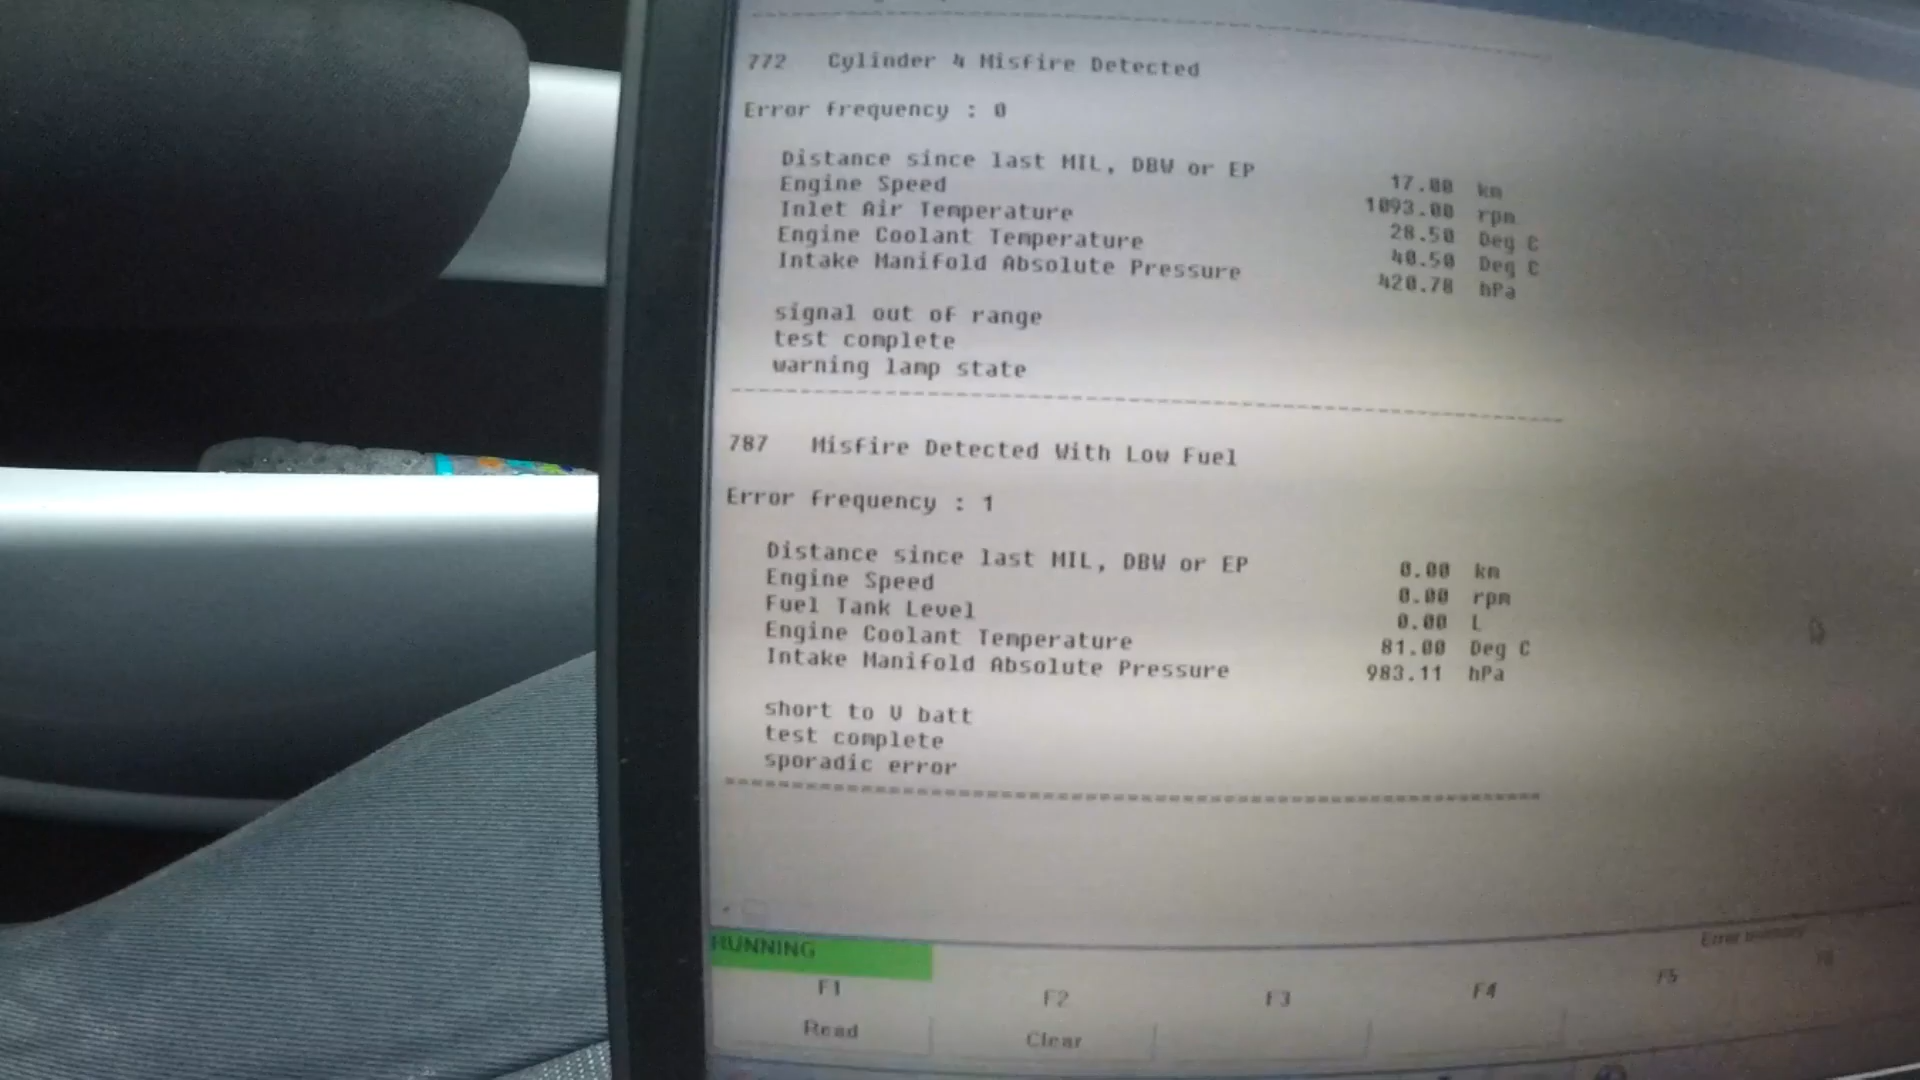 772 Cylinder 4 Misfire Detected
Error frequency : 0
Distance since last MIL, DBW or EP 17.00 km
Engine Speed 1093.00 rpm
Inlet Air Temperature 28.50 Deg C
Engine Coolant Temperature 40.50 Deg C
Intake Manifold Absolute Pressure 420.78 hPa
signal out of range
test complete
warning lamp state
787 Misfire Detected With Low Fuel
Error frequency : 1
Distance since last MIL, DBW or EP 0.00 km
Engine Speed 0.00 rpm
Fuel Tank Level 0.00 L
Engine Coolant Temperature 81.00 Deg C
Intake Manifold Absolute Pressure 983.11 hPa
short to V batt
test complete
sporadic error
RUNNING
Error memory
F1 F2 F3 F4 F5
Read Clear